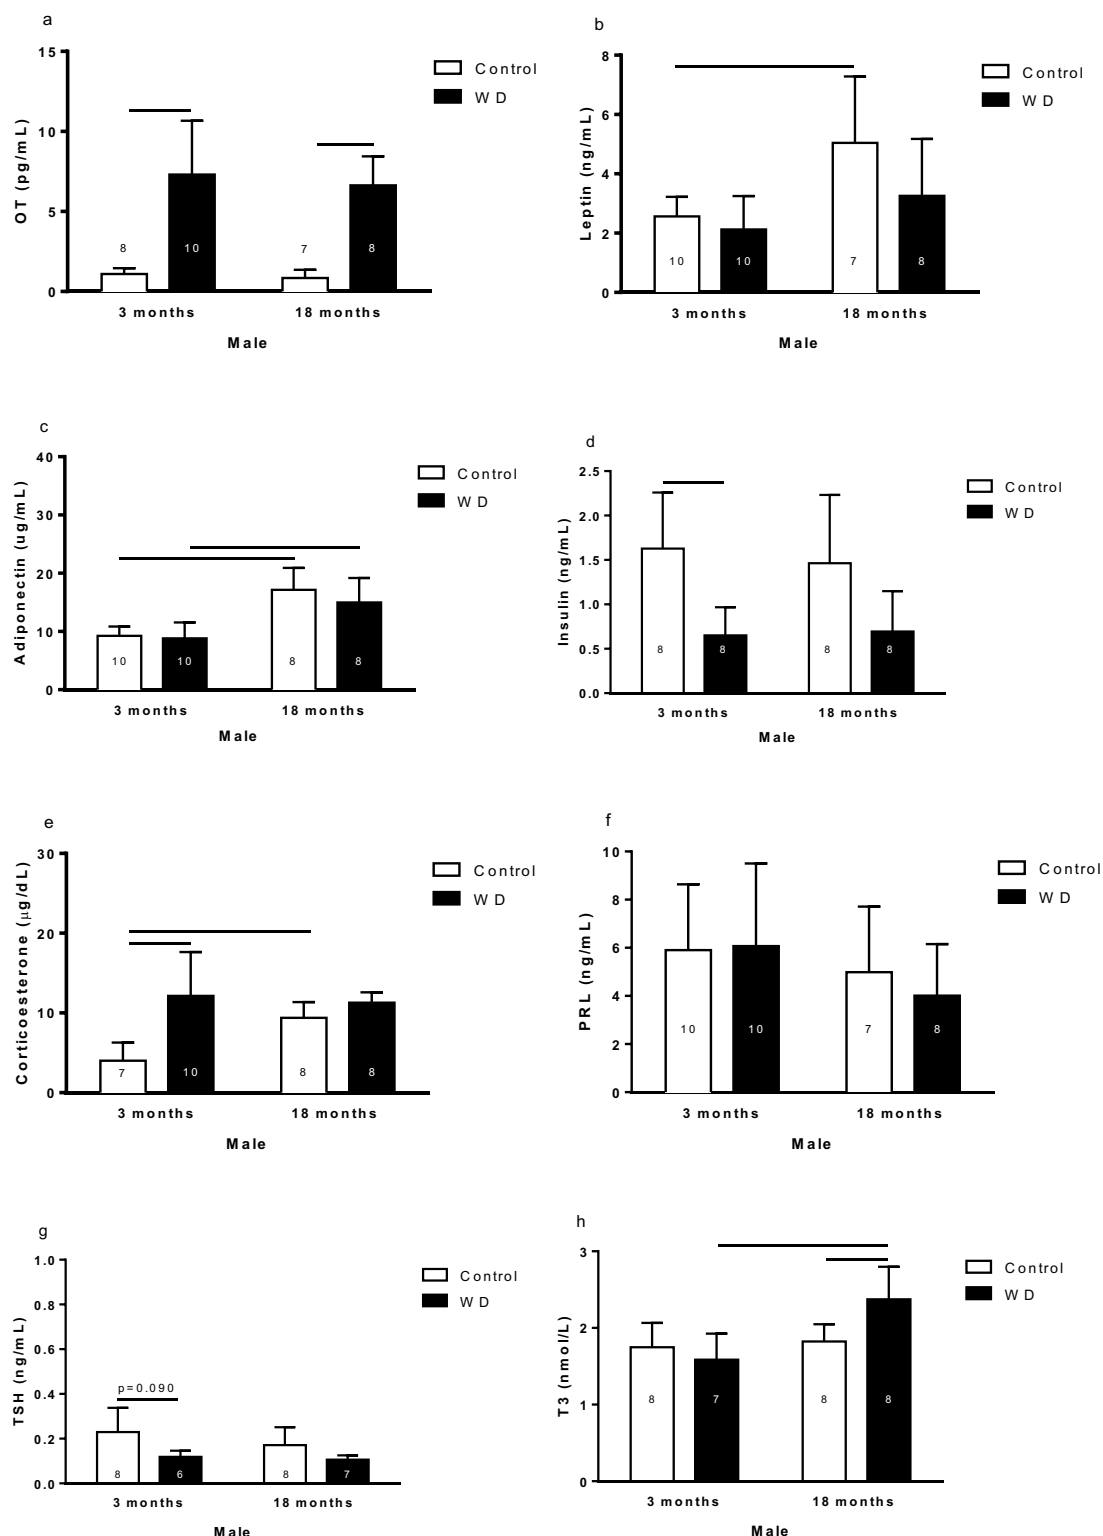 a
OT (pg/mL)
15
10
5
0
8
10
7
8
3 months
18 months
Male
Control
WD
b
Leptin (ng/mL)
8
6
4
2
0
10
10
7
8
3 months
18 months
Male
Control
WD
c
Adiponectin (ug/mL)
40
30
20
10
0
10
10
8
8
3 months
18 months
Male
Control
WD
d
Insulin (ng/mL)
2.5
2.0
1.5
1.0
0.5
0.0
8
8
8
8
3 months
18 months
Male
Control
WD
e
Corticoesterone (µg/dL)
30
20
10
0
7
10
8
8
3 months
18 months
Male
Control
WD
f
PRL (ng/mL)
10
8
6
4
2
0
10
10
7
8
3 months
18 months
Male
Control
WD
g
TSH (ng/mL)
1.0
0.8
0.6
0.4
0.2
0.0
p=0.090
8
6
8
7
3 months
18 months
Male
Control
WD
h
T3 (nmol/L)
3
2
1
0
8
7
8
8
3 months
18 months
Male
Control
WD